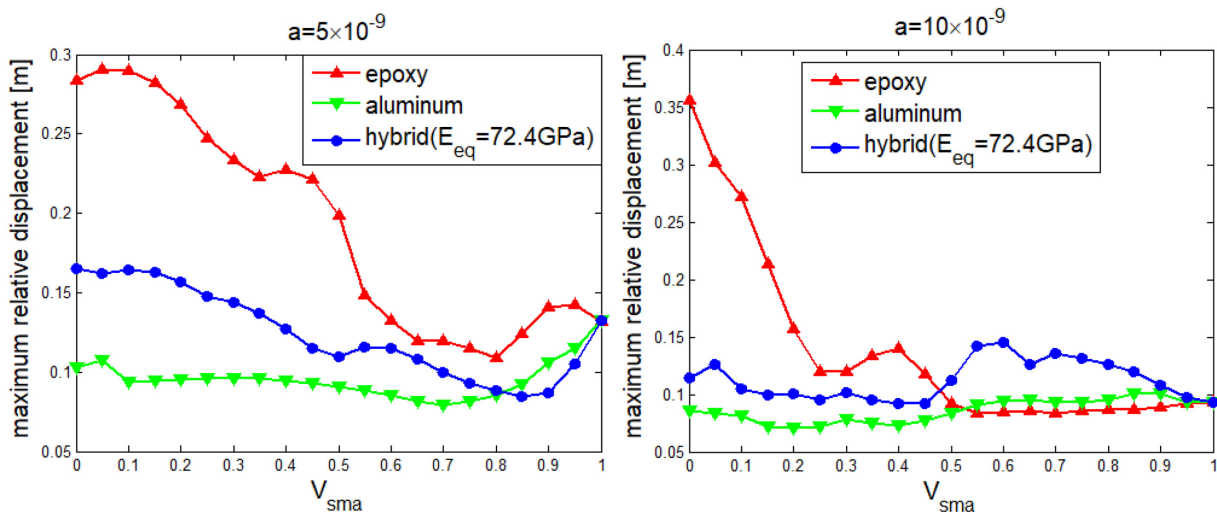 a=5×10⁻⁹
maximum relative displacement [m]
0.3
0.25
0.2
0.15
0.1
0.05
epoxy
aluminum
hybrid(E_eq=72.4GPa)
0 0.1 0.2 0.3 0.4 0.5 0.6 0.7 0.8 0.9 1
V_sma
a=10×10⁻⁹
maximum relative displacement [m]
0.4
0.35
0.3
0.25
0.2
0.15
0.1
0.05
epoxy
aluminum
hybrid(E_eq=72.4GPa)
0 0.1 0.2 0.3 0.4 0.5 0.6 0.7 0.8 0.9 1
V_sma